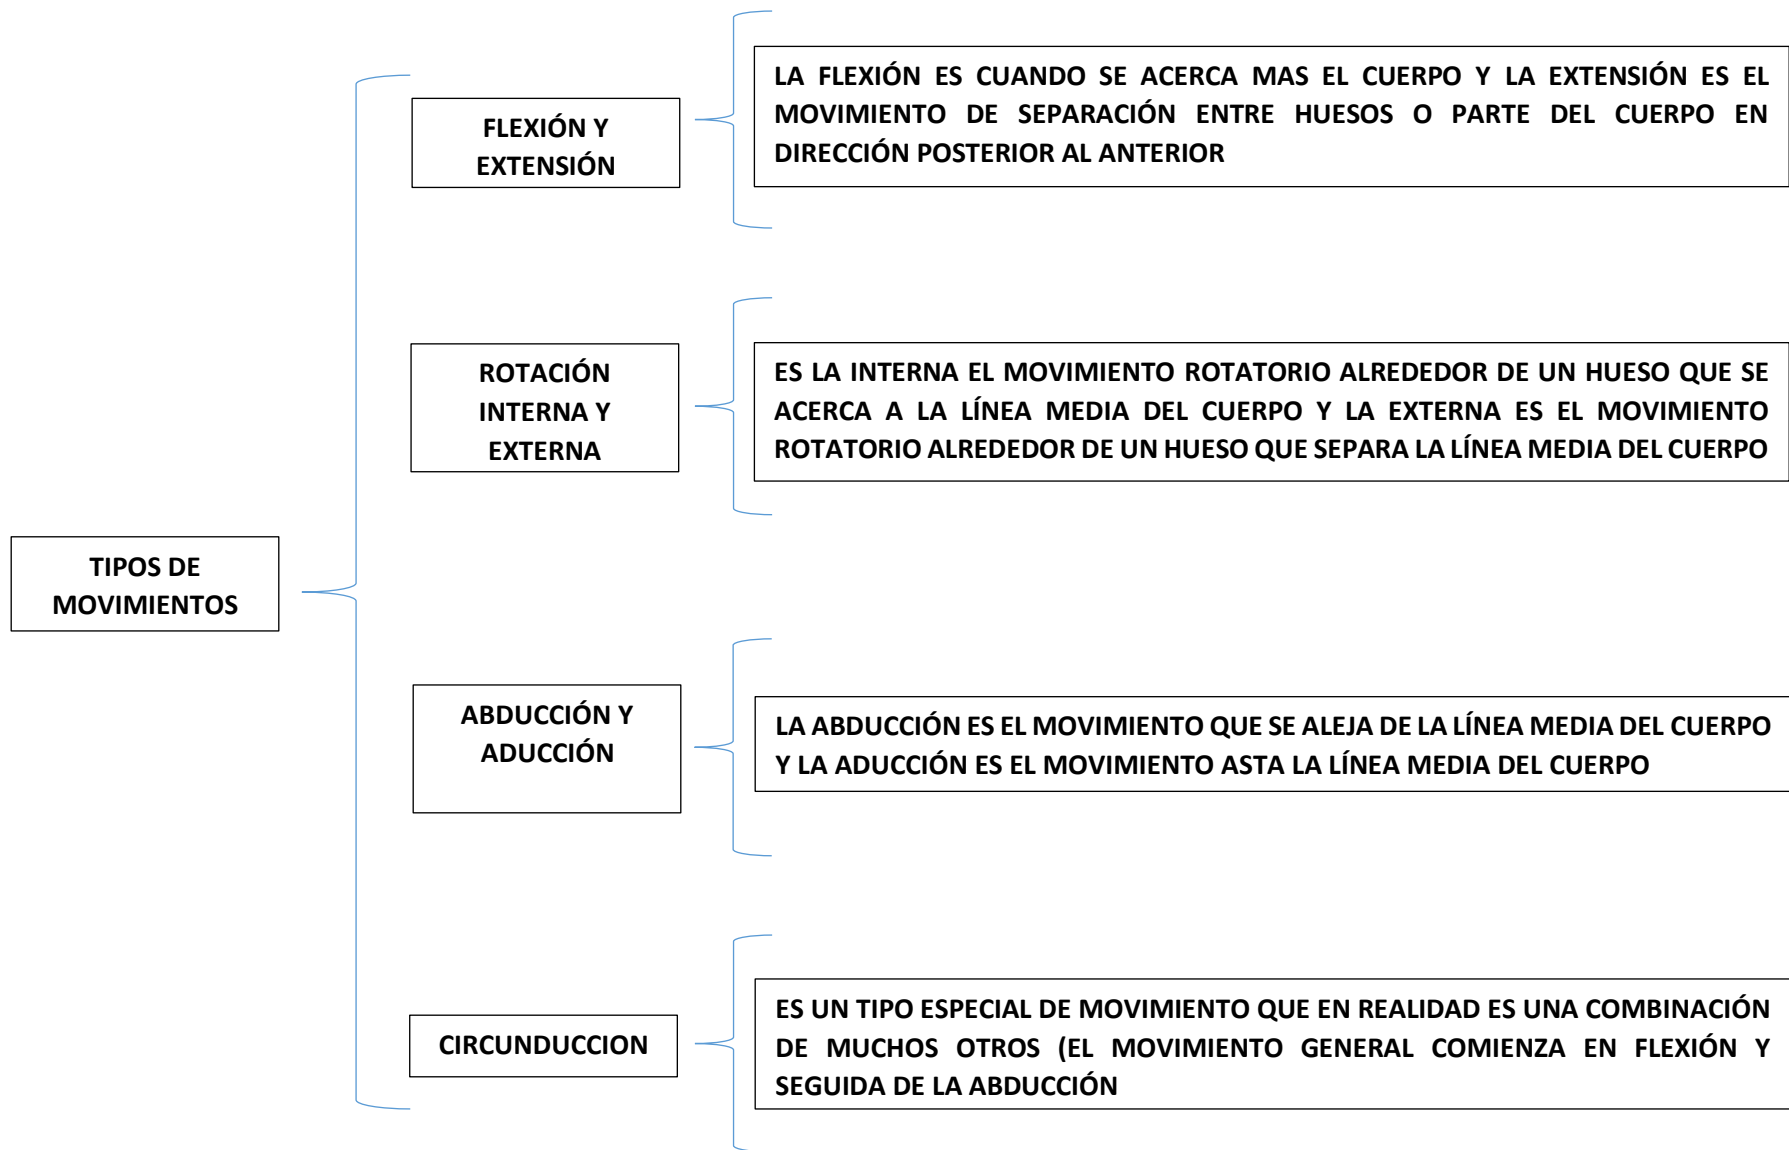 TIPOS DE
MOVIMIENTOS
FLEXIÓN Y
EXTENSIÓN
LA FLEXIÓN ES CUANDO SE ACERCA MAS EL CUERPO Y LA EXTENSIÓN ES EL
MOVIMIENTO DE SEPARACIÓN ENTRE HUESOS O PARTE DEL CUERPO EN
DIRECCIÓN POSTERIOR AL ANTERIOR
ROTACIÓN
INTERNA Y
EXTERNA
ES LA INTERNA EL MOVIMIENTO ROTATORIO ALREDEDOR DE UN HUESO QUE SE
ACERCA A LA LÍNEA MEDIA DEL CUERPO Y LA EXTERNA ES EL MOVIMIENTO
ROTATORIO ALREDEDOR DE UN HUESO QUE SEPARA LA LÍNEA MEDIA DEL CUERPO
ABDUCCIÓN Y
ADUCCIÓN
LA ABDUCCIÓN ES EL MOVIMIENTO QUE SE ALEJA DE LA LÍNEA MEDIA DEL CUERPO
Y LA ADUCCIÓN ES EL MOVIMIENTO ASTA LA LÍNEA MEDIA DEL CUERPO
CIRCUNDUCCION
ES UN TIPO ESPECIAL DE MOVIMIENTO QUE EN REALIDAD ES UNA COMBINACIÓN
DE MUCHOS OTROS (EL MOVIMIENTO GENERAL COMIENZA EN FLEXIÓN Y
SEGUIDA DE LA ABDUCCIÓN